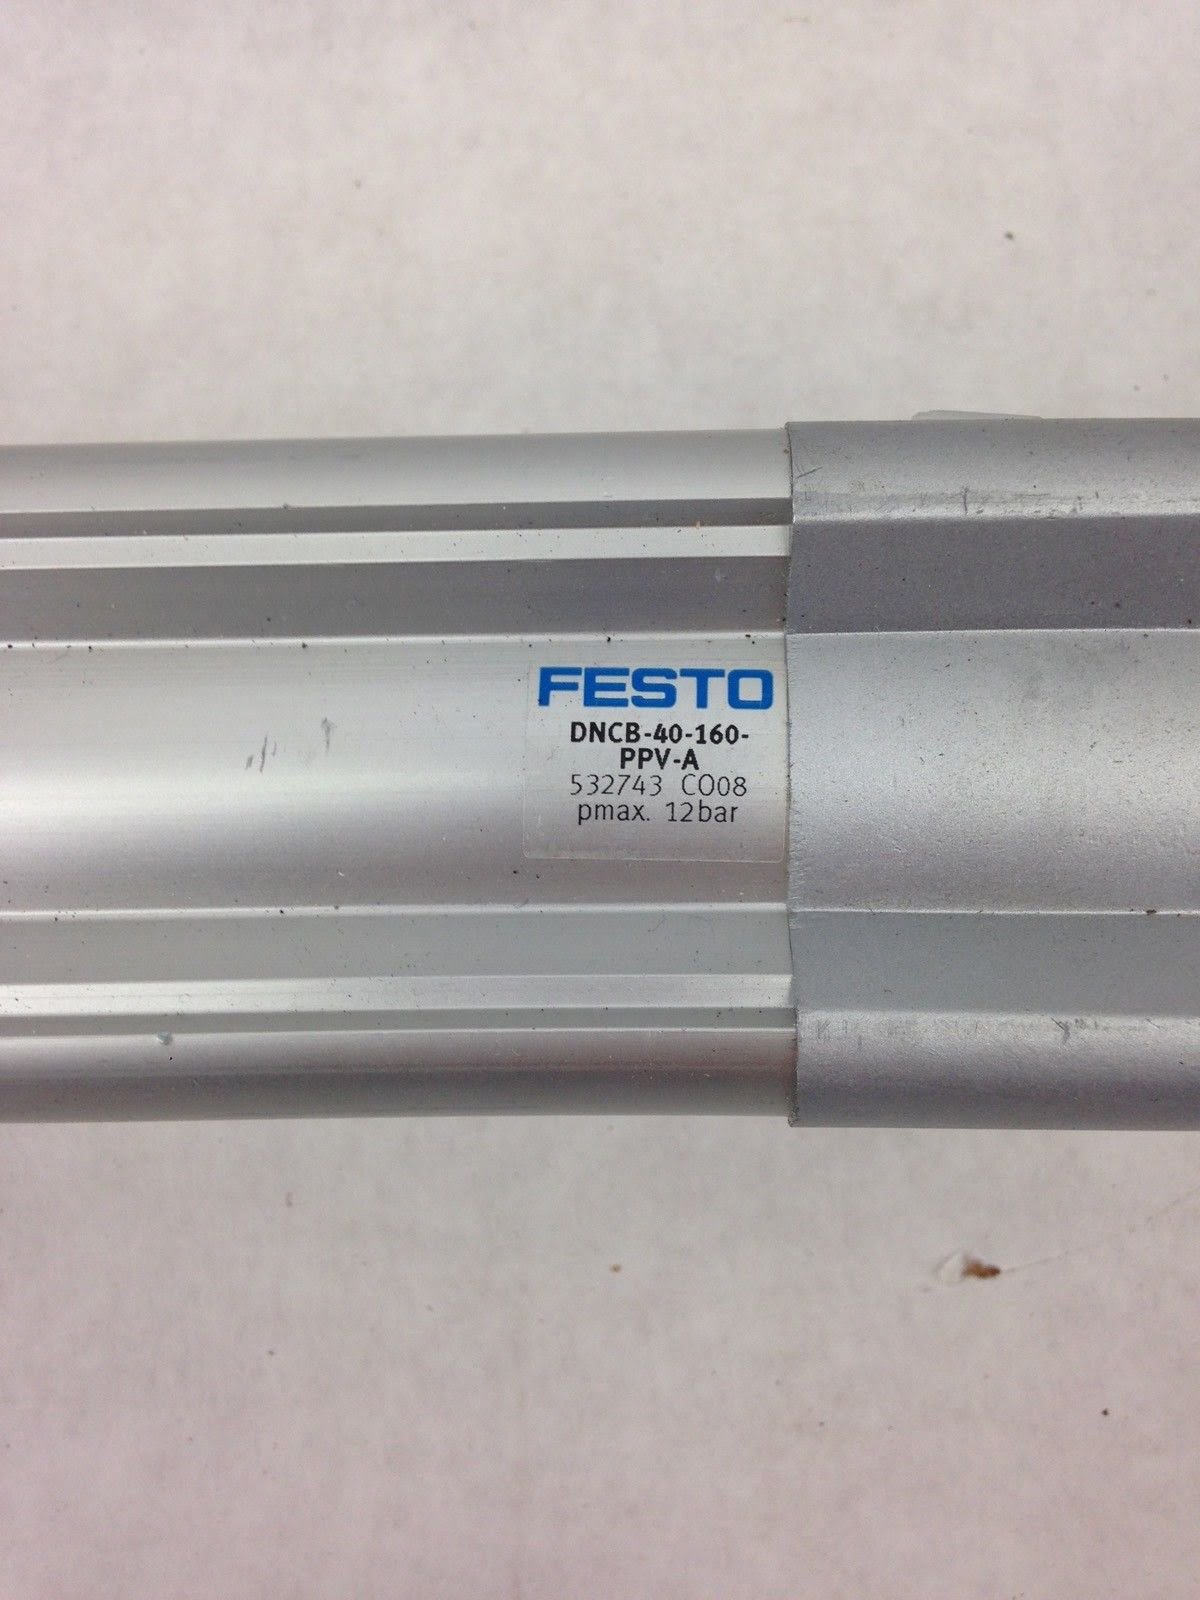 FESTO
DNCB-40-160-
PPV-A
532743 CO08
pmax. 12bar